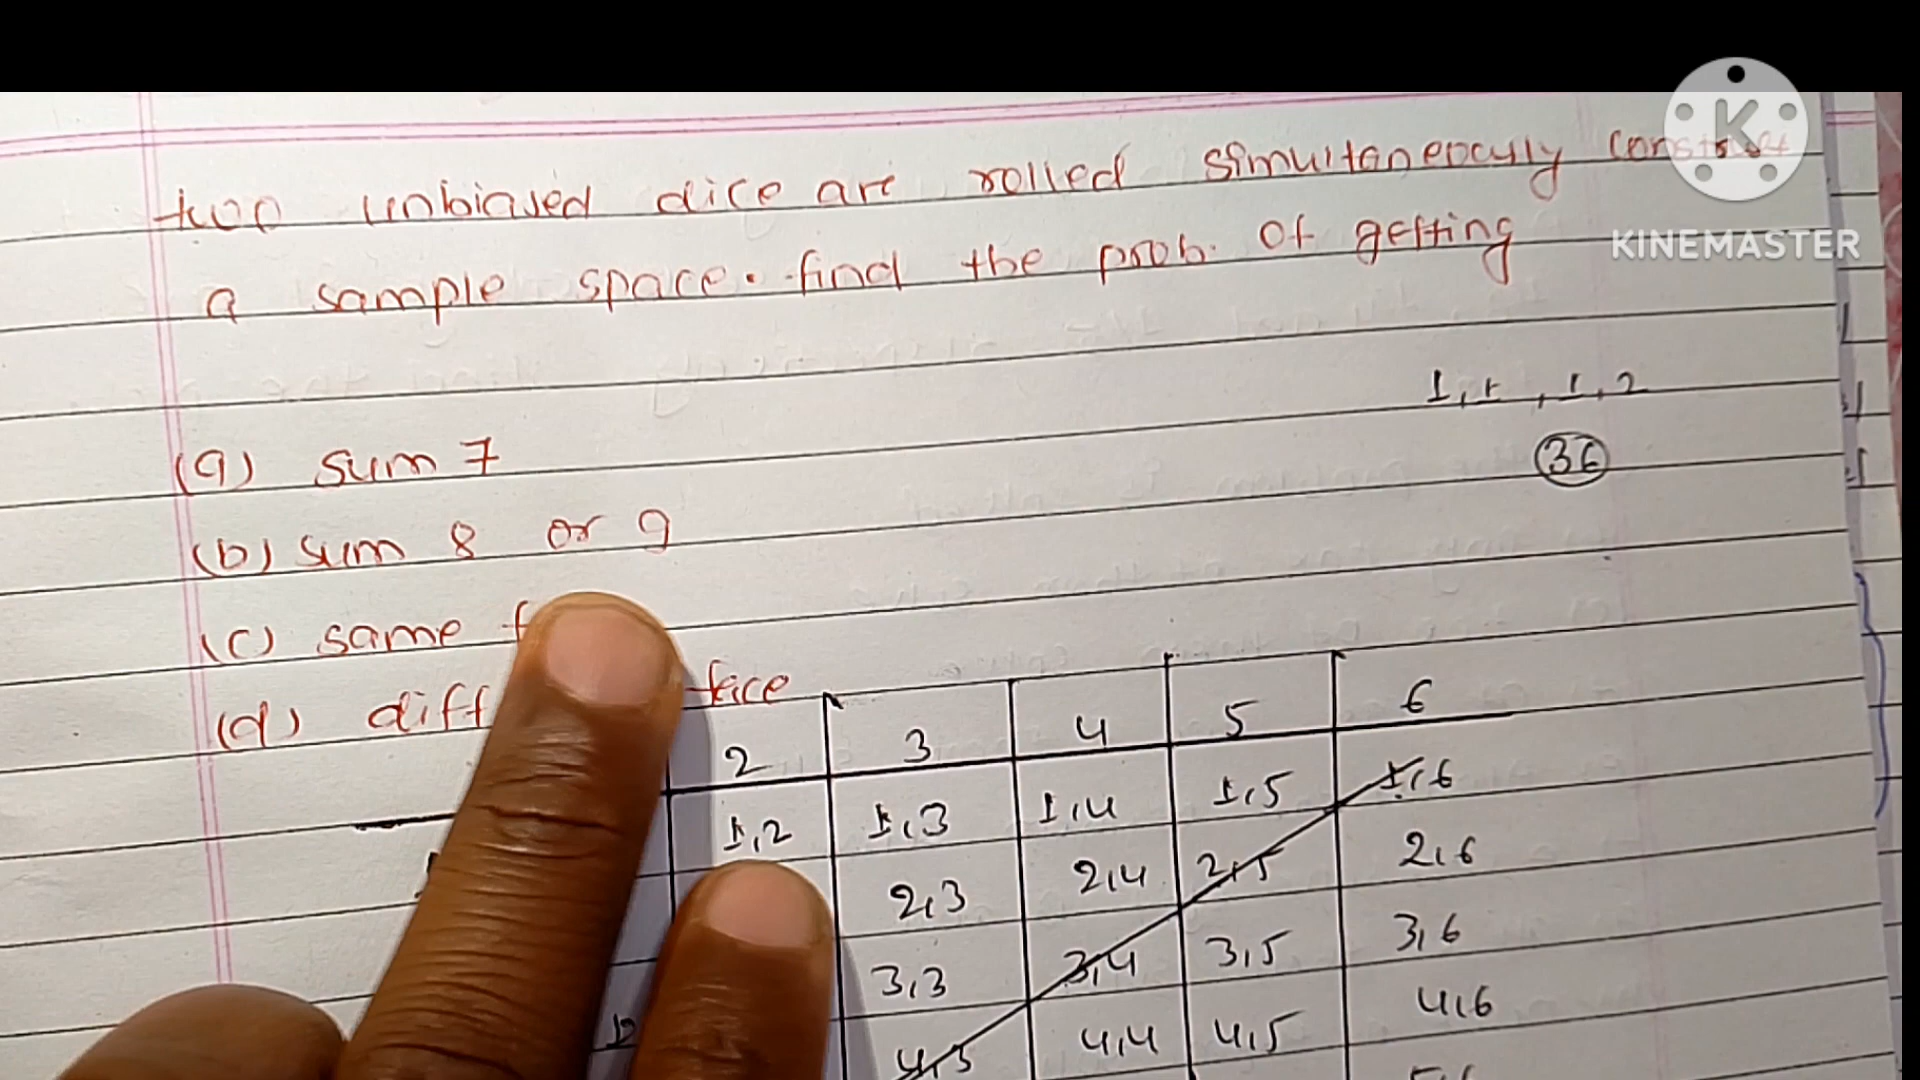 two unbiased dice are rolled simultaneously construct
KINEMASTER
a sample space. find the prob. of getting
1,1, 1,2
(a) sum 7
36
(b) sum 8 or 9
(c) same
(d) diff face
2 3 4 5 6
1,2 1,3 1,4 1,5 1,6
2,3 2,4 2,5 2,6
3,3 3,4 3,5 3,6
4,3 4,4 4,5 4,6